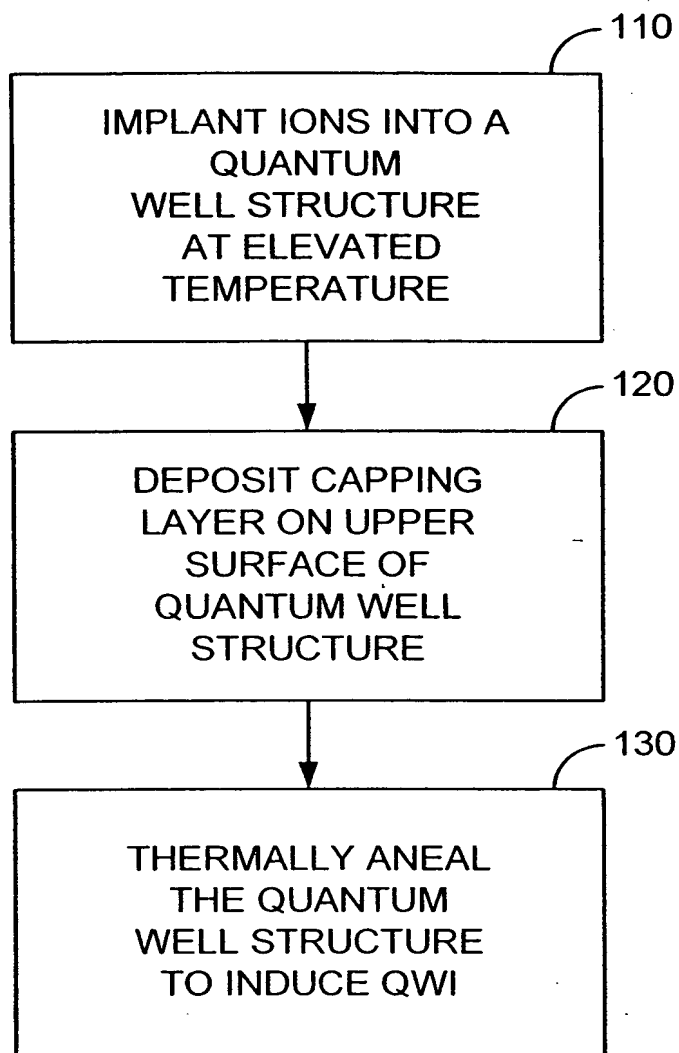 110
IMPLANT IONS INTO A
QUANTUM
WELL STRUCTURE
AT ELEVATED
TEMPERATURE
120
DEPOSIT CAPPING
LAYER ON UPPER
SURFACE OF
QUANTUM WELL
STRUCTURE
130
THERMALLY ANEAL
THE QUANTUM
WELL STRUCTURE
TO INDUCE QWI